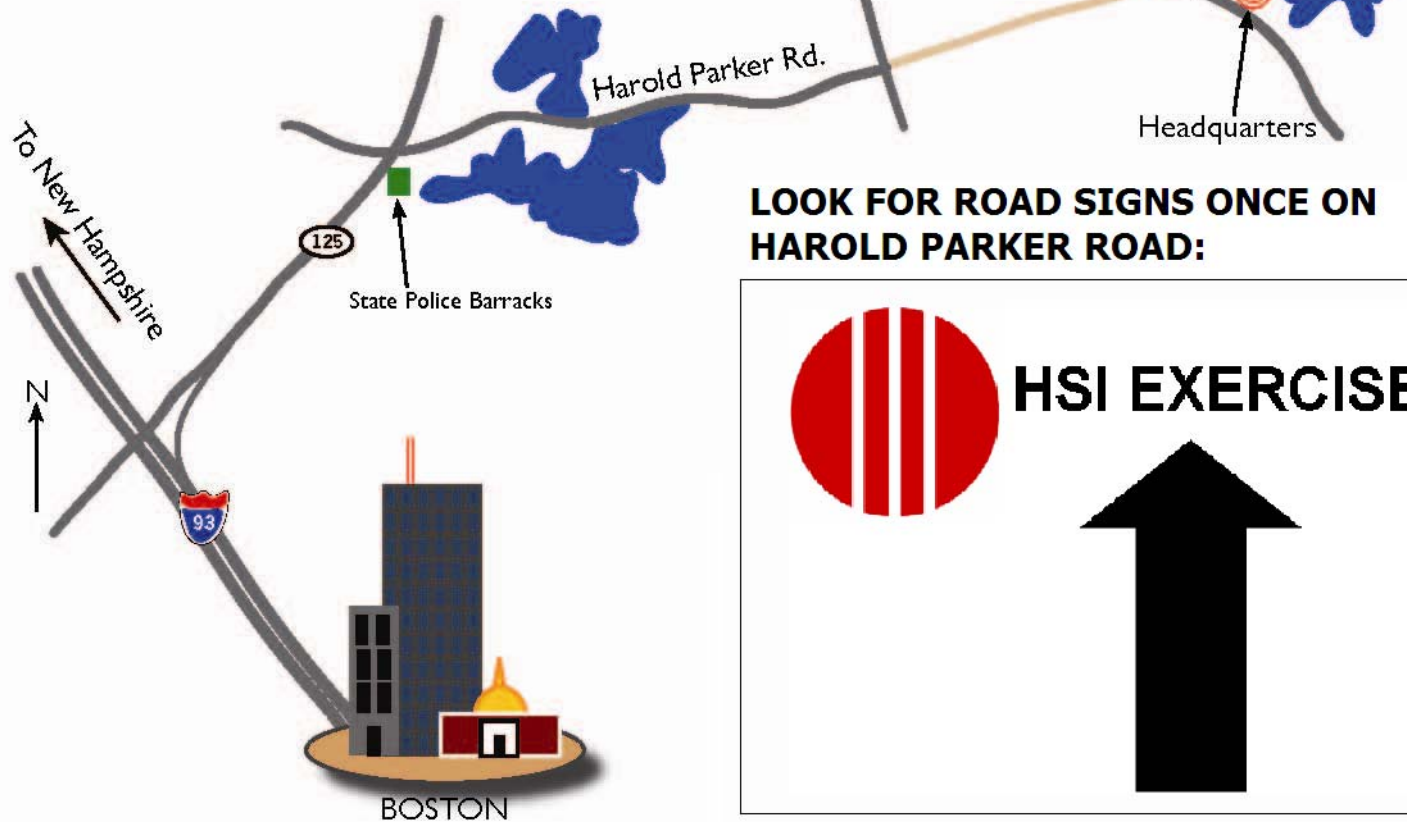 Harold Parker Rd.
Headquarters
To New Hampshire
LOOK FOR ROAD SIGNS ONCE ON
HAROLD PARKER ROAD:
125
State Police Barracks
HSI EXERCISE
N
93
BOSTON